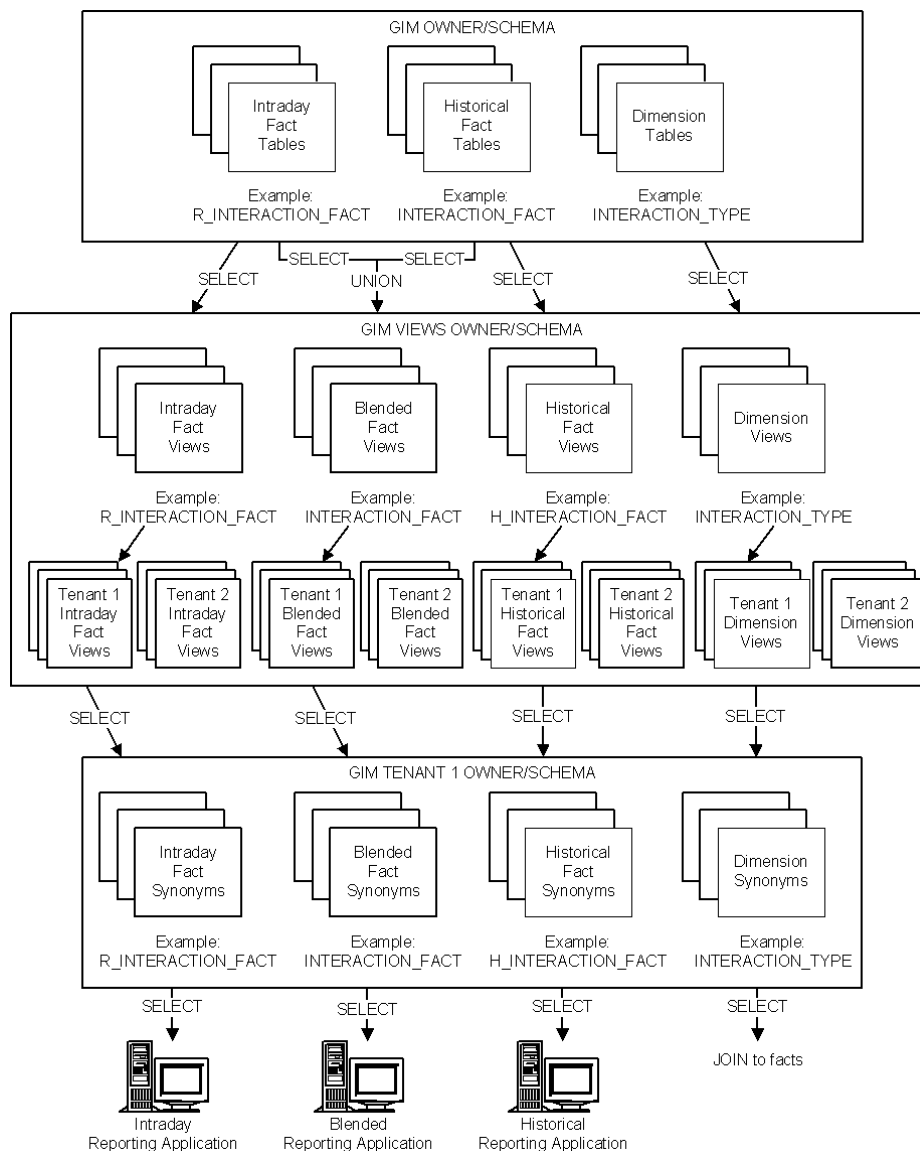 GIM OWNER/SCHEMA
Intraday
Fact
Tables
Historical
Fact
Tables
Dimension
Tables
Example:
R_INTERACTION_FACT
Example:
INTERACTION_FACT
Example:
INTERACTION_TYPE
SELECT
SELECT
SELECT
UNION
SELECT
SELECT
GIM VIEWS OWNER/SCHEMA
Intraday
Fact
Views
Blended
Fact
Views
Historical
Fact
Views
Dimension
Views
Example:
R_INTERACTION_FACT
Example:
INTERACTION_FACT
Example:
H_INTERACTION_FACT
Example:
INTERACTION_TYPE
Tenant 1
Intraday
Fact
Views
Tenant 2
Intraday
Fact
Views
Tenant 1
Blended
Fact
Views
Tenant 2
Blended
Fact
Views
Tenant 1
Historical
Fact
Views
Tenant 2
Historical
Fact
Views
Tenant 1
Dimension
Views
Tenant 2
Dimension
Views
SELECT
SELECT
SELECT
SELECT
GIM TENANT 1 OWNER/SCHEMA
Intraday
Fact
Synonyms
Blended
Fact
Synonyms
Historical
Fact
Synonyms
Dimension
Synonyms
Example:
R_INTERACTION_FACT
Example:
INTERACTION_FACT
Example:
H_INTERACTION_FACT
Example:
INTERACTION_TYPE
SELECT
SELECT
SELECT
SELECT
JOIN to facts
Intraday
Reporting Application
Blended
Reporting Application
Historical
Reporting Application